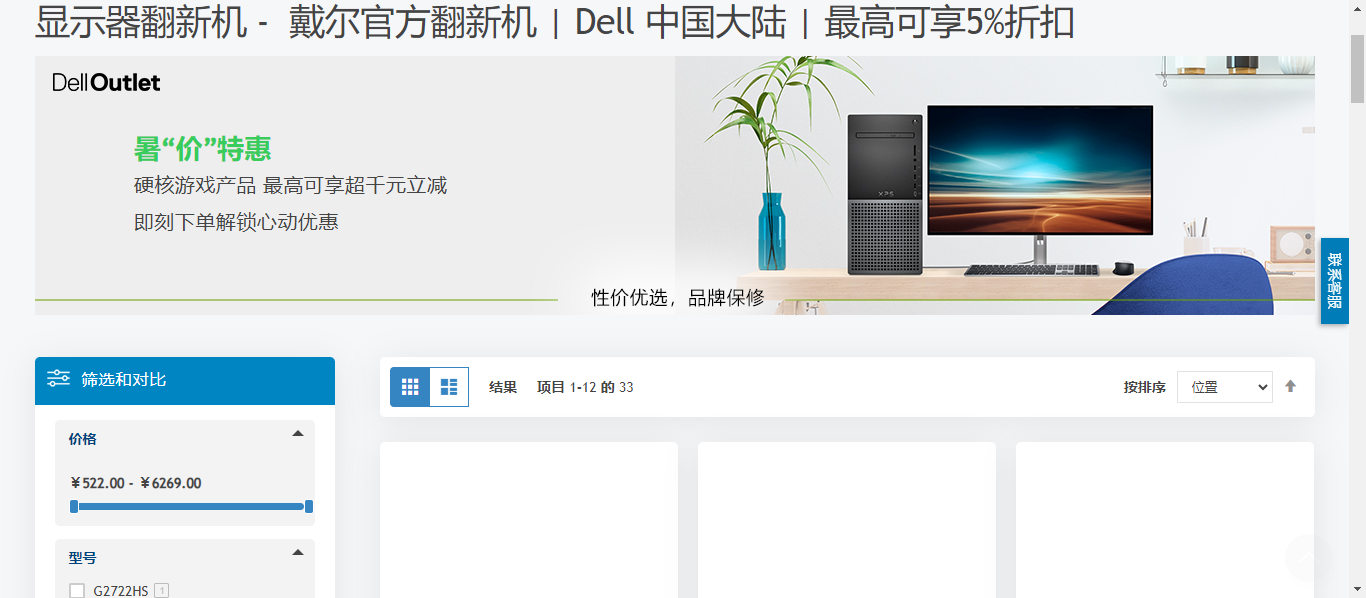 显示器翻新机 - 戴尔官方翻新机 | Dell 中国大陆 | 最高可享5%折扣
DellOutlet
暑“价”特惠
硬核游戏产品 最高可享超千元立减
即刻下单解锁心动优惠
XPS
性价优选，品牌保修
联系客服
筛选和对比
结果 项目 1-12 的 33
按排序 位置
价格
￥522.00 - ￥6269.00
型号
G2722HS 1